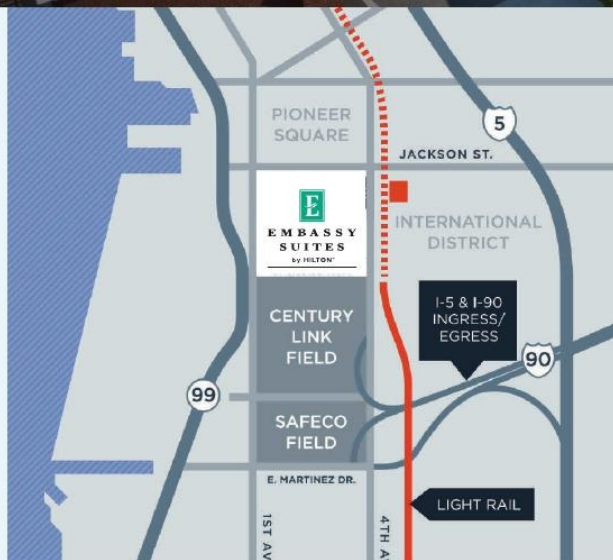 PIONEER
SQUARE
5
JACKSON ST.
E
EMBASSY
SUITES
by HILTON™
INTERNATIONAL
DISTRICT
I-5 & I-90
INGRESS/
EGRESS
CENTURY
LINK
FIELD
90
99
SAFECO
FIELD
E. MARTINEZ DR.
LIGHT RAIL
1ST AV
4TH A